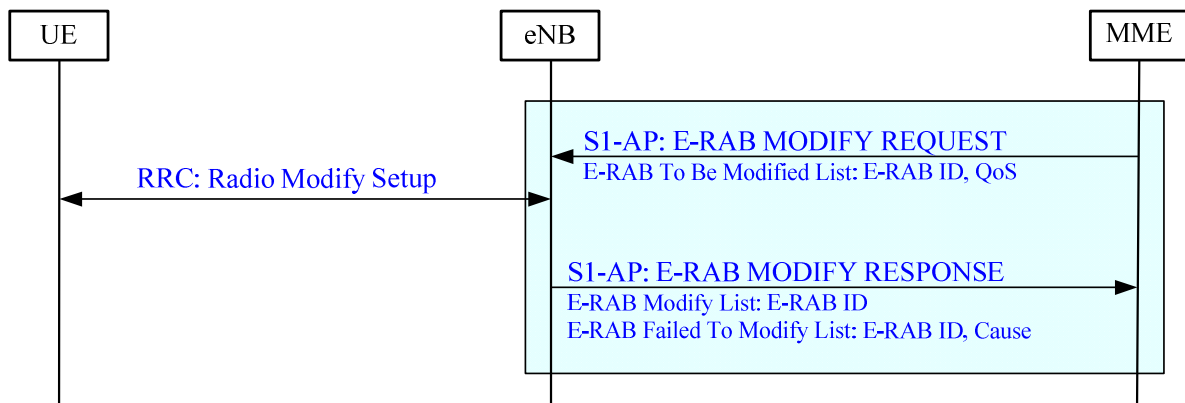 UE
eNB
MME
S1-AP: E-RAB MODIFY REQUEST
E-RAB To Be Modified List: E-RAB ID, QoS
RRC: Radio Modify Setup
S1-AP: E-RAB MODIFY RESPONSE
E-RAB Modify List: E-RAB ID
E-RAB Failed To Modify List: E-RAB ID, Cause